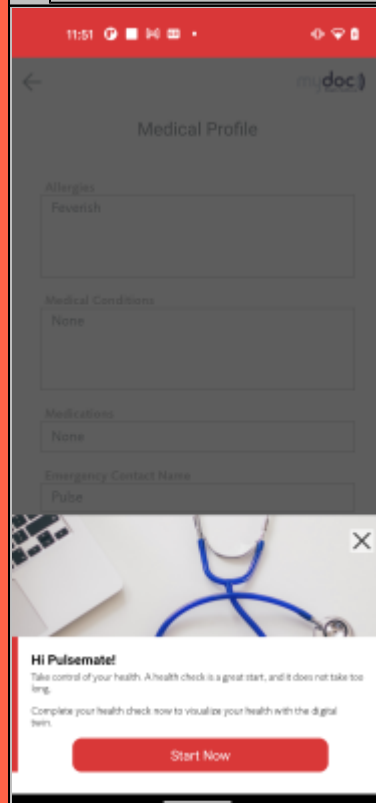 11:51
mydoc
Medical Profile
Allergies
Feverish
Medical Conditions
None
Medications
None
Emergency Contact Name
Pulse
Hi Pulsemate!
Take control of your health. A health check is a great start, and it does not take too
long.
Complete your health check now to visualize your health with the digital
twin.
Start Now